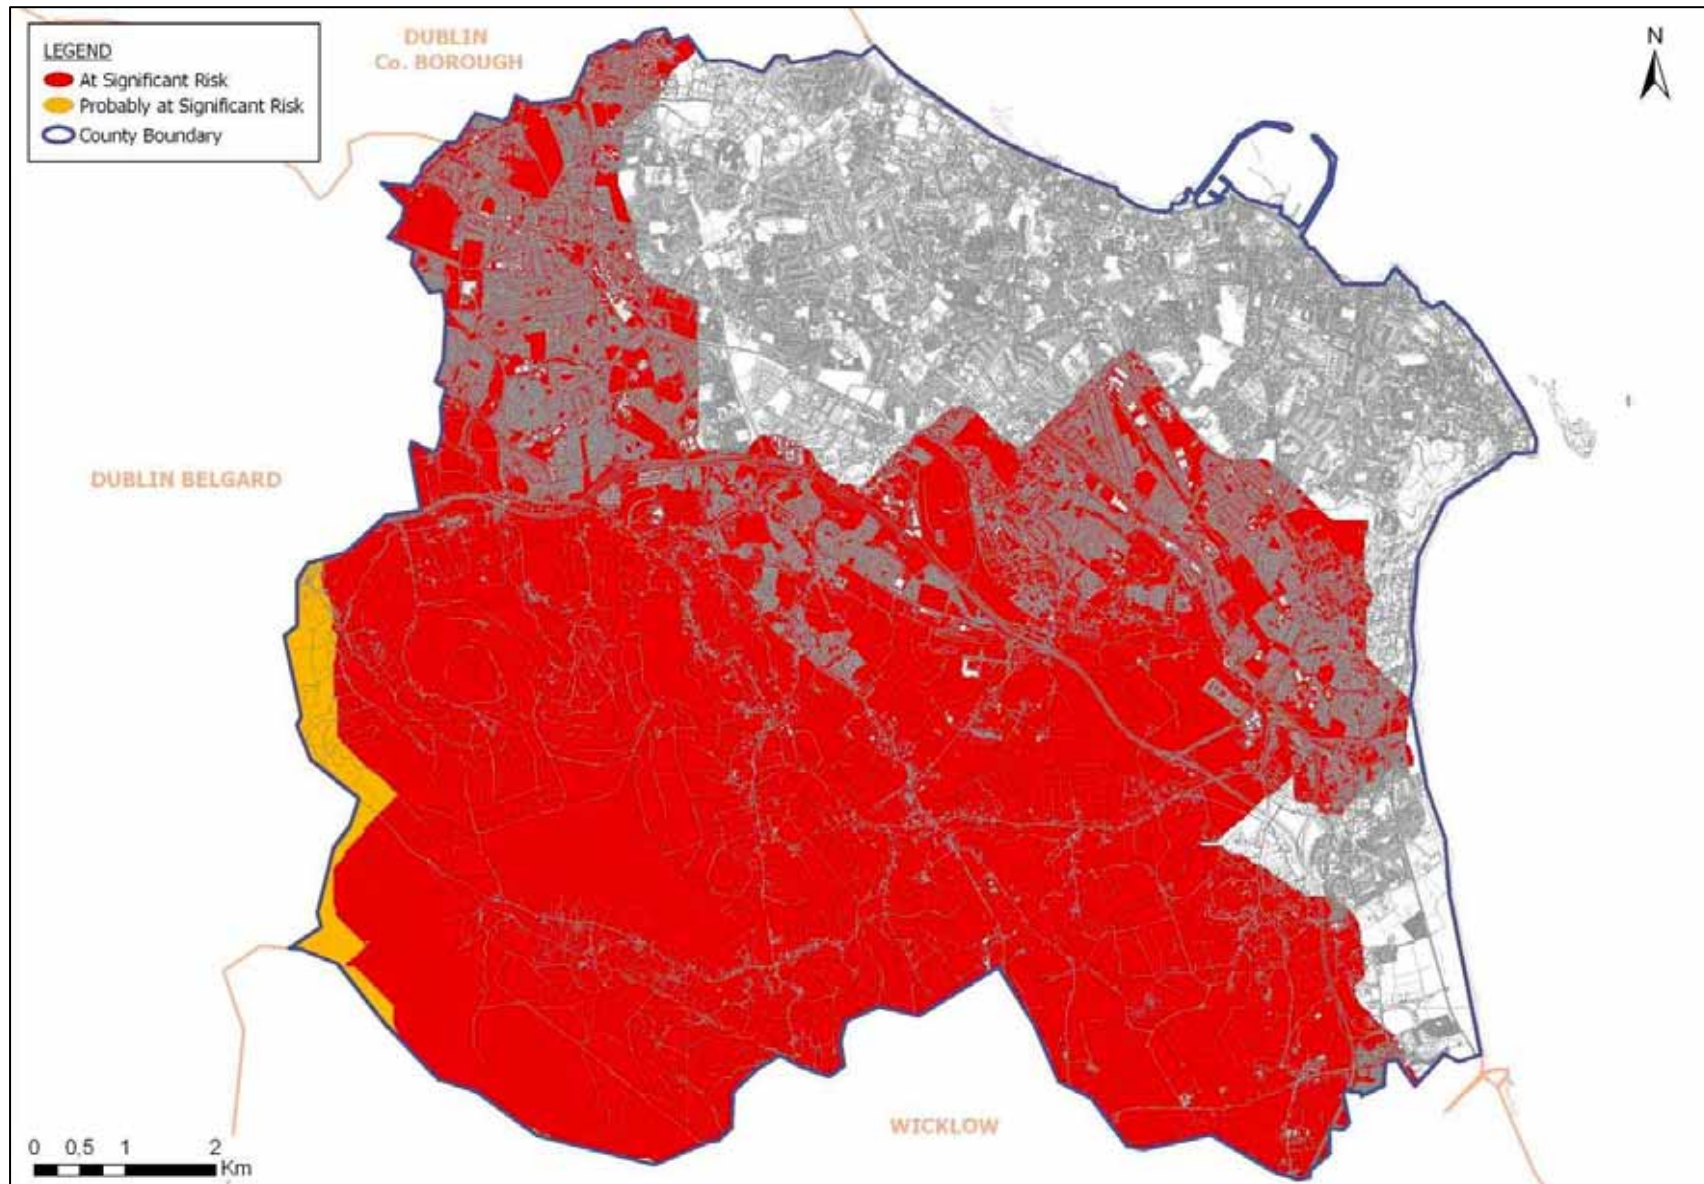 LEGEND
At Significant Risk
Probably at Significant Risk
County Boundary
DUBLIN
Co. BOROUGH
N
DUBLIN BELGARD
WICKLOW
0 0.5 1 2
Km